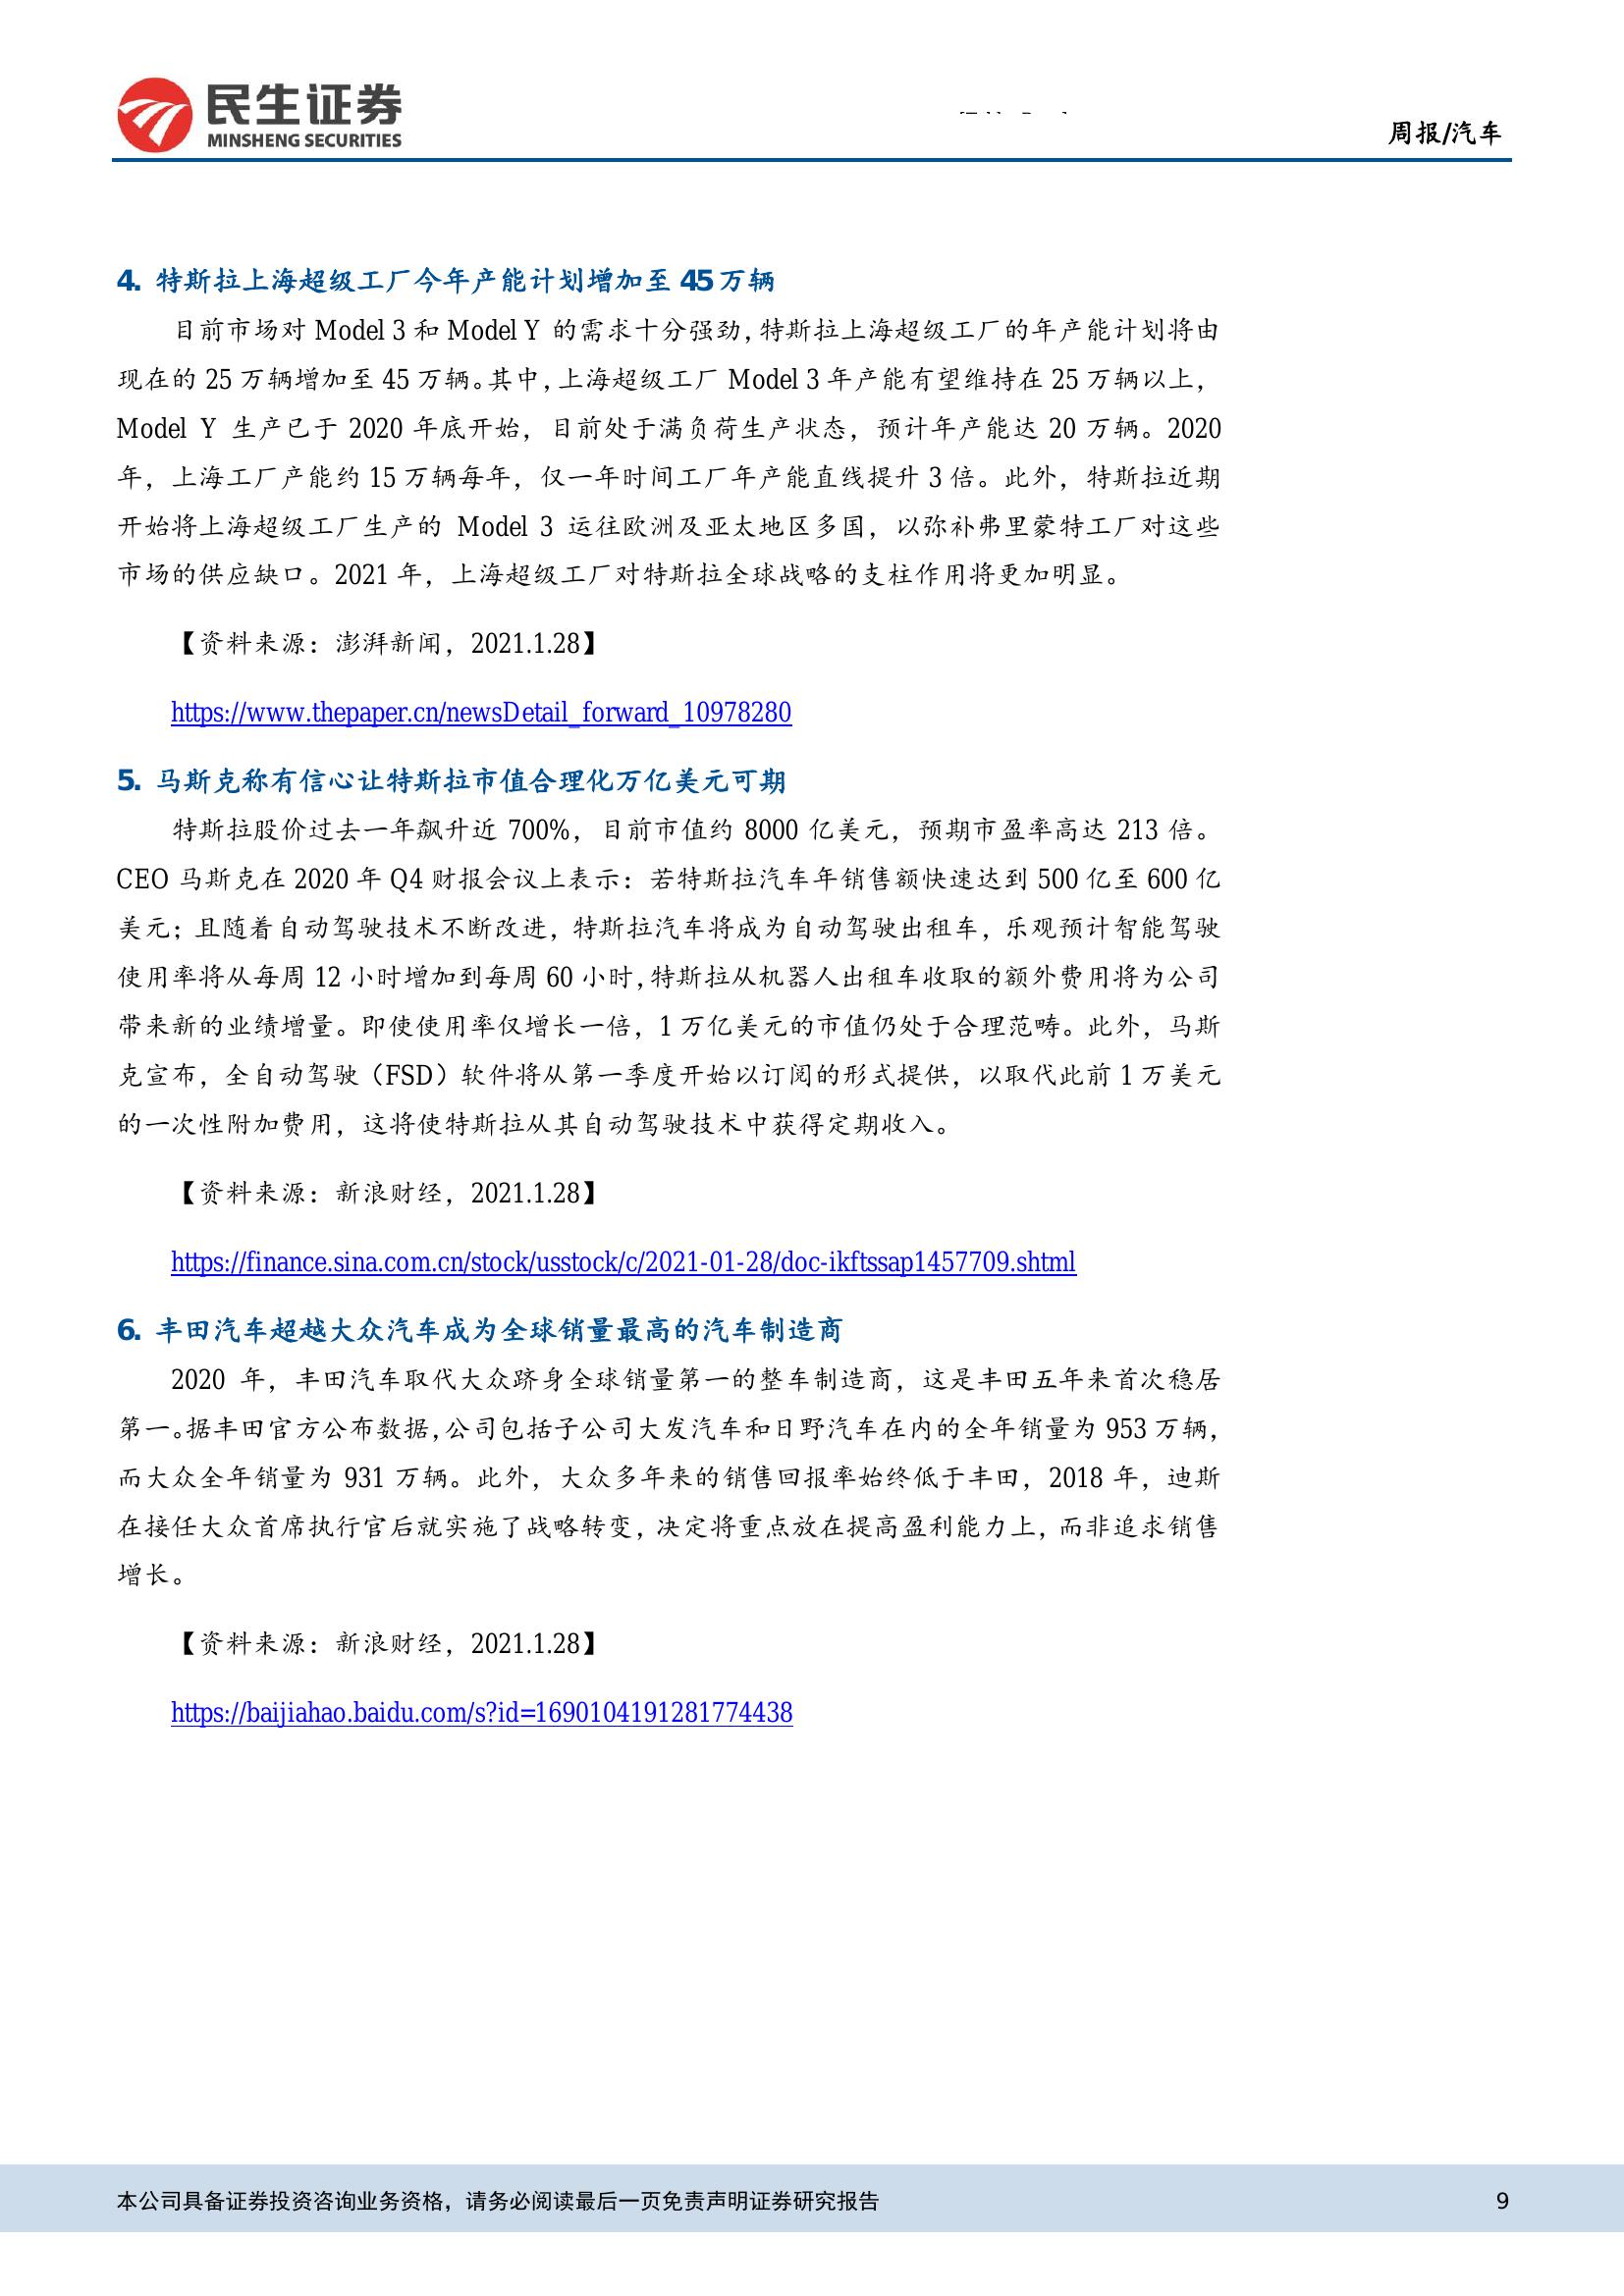 民生证券
MINSHENG SECURITIES
周报/汽车
4. 特斯拉上海超级工厂今年产能计划增加至 45 万辆
目前市场对 Model 3 和 Model Y 的需求十分强劲，特斯拉上海超级工厂的年产能计划将由
现在的 25 万辆增加至 45 万辆。其中，上海超级工厂 Model 3 年产能有望维持在 25 万辆以上，
Model Y 生产已于 2020 年底开始，目前处于满负荷生产状态，预计年产能达 20 万辆。2020
年，上海工厂产能约 15 万辆每年，仅一年时间工厂年产能直线提升 3 倍。此外，特斯拉近期
开始将上海超级工厂生产的 Model 3 运往欧洲及亚太地区多国，以弥补弗里蒙特工厂对这些
市场的供应缺口。2021 年，上海超级工厂对特斯拉全球战略的支柱作用将更加明显。
【资料来源：澎湃新闻，2021.1.28】
https://www.thepaper.cn/newsDetail_forward_10978280
5. 马斯克称有信心让特斯拉市值合理化万亿美元可期
特斯拉股价过去一年飙升近 700%，目前市值约 8000 亿美元，预期市盈率高达 213 倍。
CEO 马斯克在 2020 年 Q4 财报会议上表示：若特斯拉汽车年销售额快速达到 500 亿至 600 亿
美元；且随着自动驾驶技术不断改进，特斯拉汽车将成为自动驾驶出租车，乐观预计智能驾驶
使用率将从每周 12 小时增加到每周 60 小时，特斯拉从机器人出租车收取的额外费用将为公司
带来新的业绩增量。即使使用率仅增长一倍，1 万亿美元的市值仍处于合理范畴。此外，马斯
克宣布，全自动驾驶（FSD）软件将从第一季度开始以订阅的形式提供，以取代此前 1 万美元
的一次性附加费用，这将使特斯拉从其自动驾驶技术中获得定期收入。
【资料来源：新浪财经，2021.1.28】
https://finance.sina.com.cn/stock/usstock/c/2021-01-28/doc-ikftssap1457709.shtml
6. 丰田汽车超越大众汽车成为全球销量最高的汽车制造商
2020 年，丰田汽车取代大众跻身全球销量第一的整车制造商，这是丰田五年来首次稳居
第一。据丰田官方公布数据，公司包括子公司大发汽车和日野汽车在内的全年销量为 953 万辆，
而大众全年销量为 931 万辆。此外，大众多年来的销售回报率始终低于丰田，2018 年，迪斯
在接任大众首席执行官后就实施了战略转变，决定将重点放在提高盈利能力上，而非追求销售
增长。
【资料来源：新浪财经，2021.1.28】
https://baijiahao.baidu.com/s?id=1690104191281774438
本公司具备证券投资咨询业务资格，请务必阅读最后一页免责声明证券研究报告
9